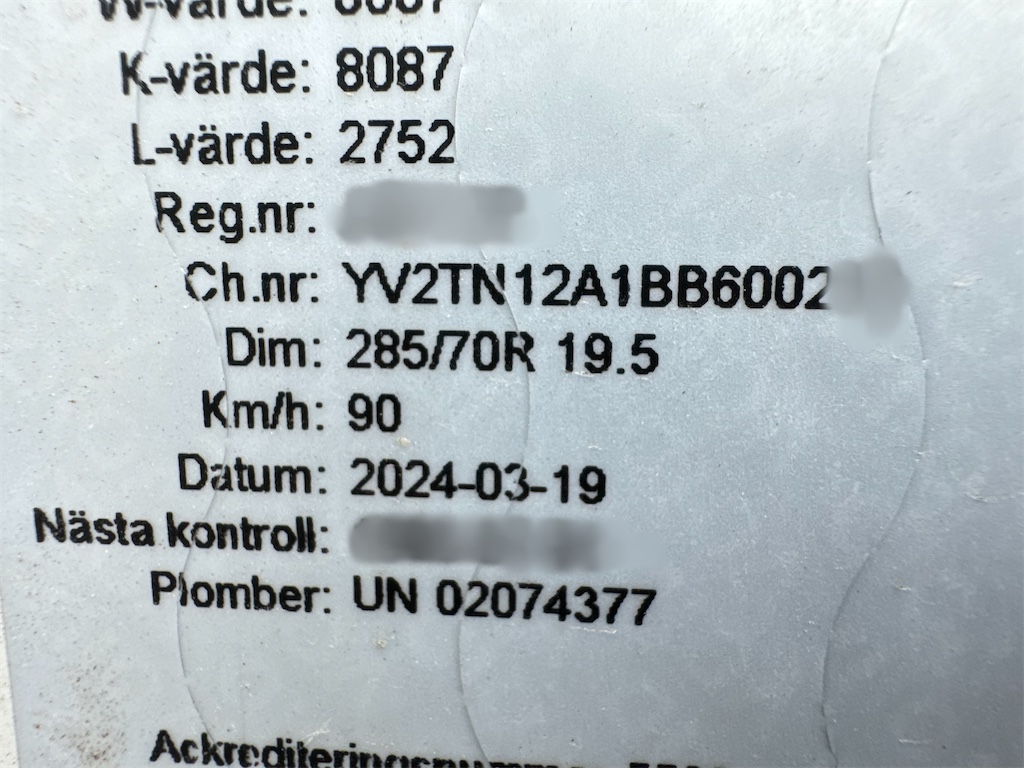 K-värde: 8087
L-värde: 2752
Reg.nr:
Ch.nr: YV2TN12A1BB6002
Dim: 285/70R 19.5
Km/h: 90
Datum: 2024-03-19
Nästa kontroll:
Plomber: UN 02074377